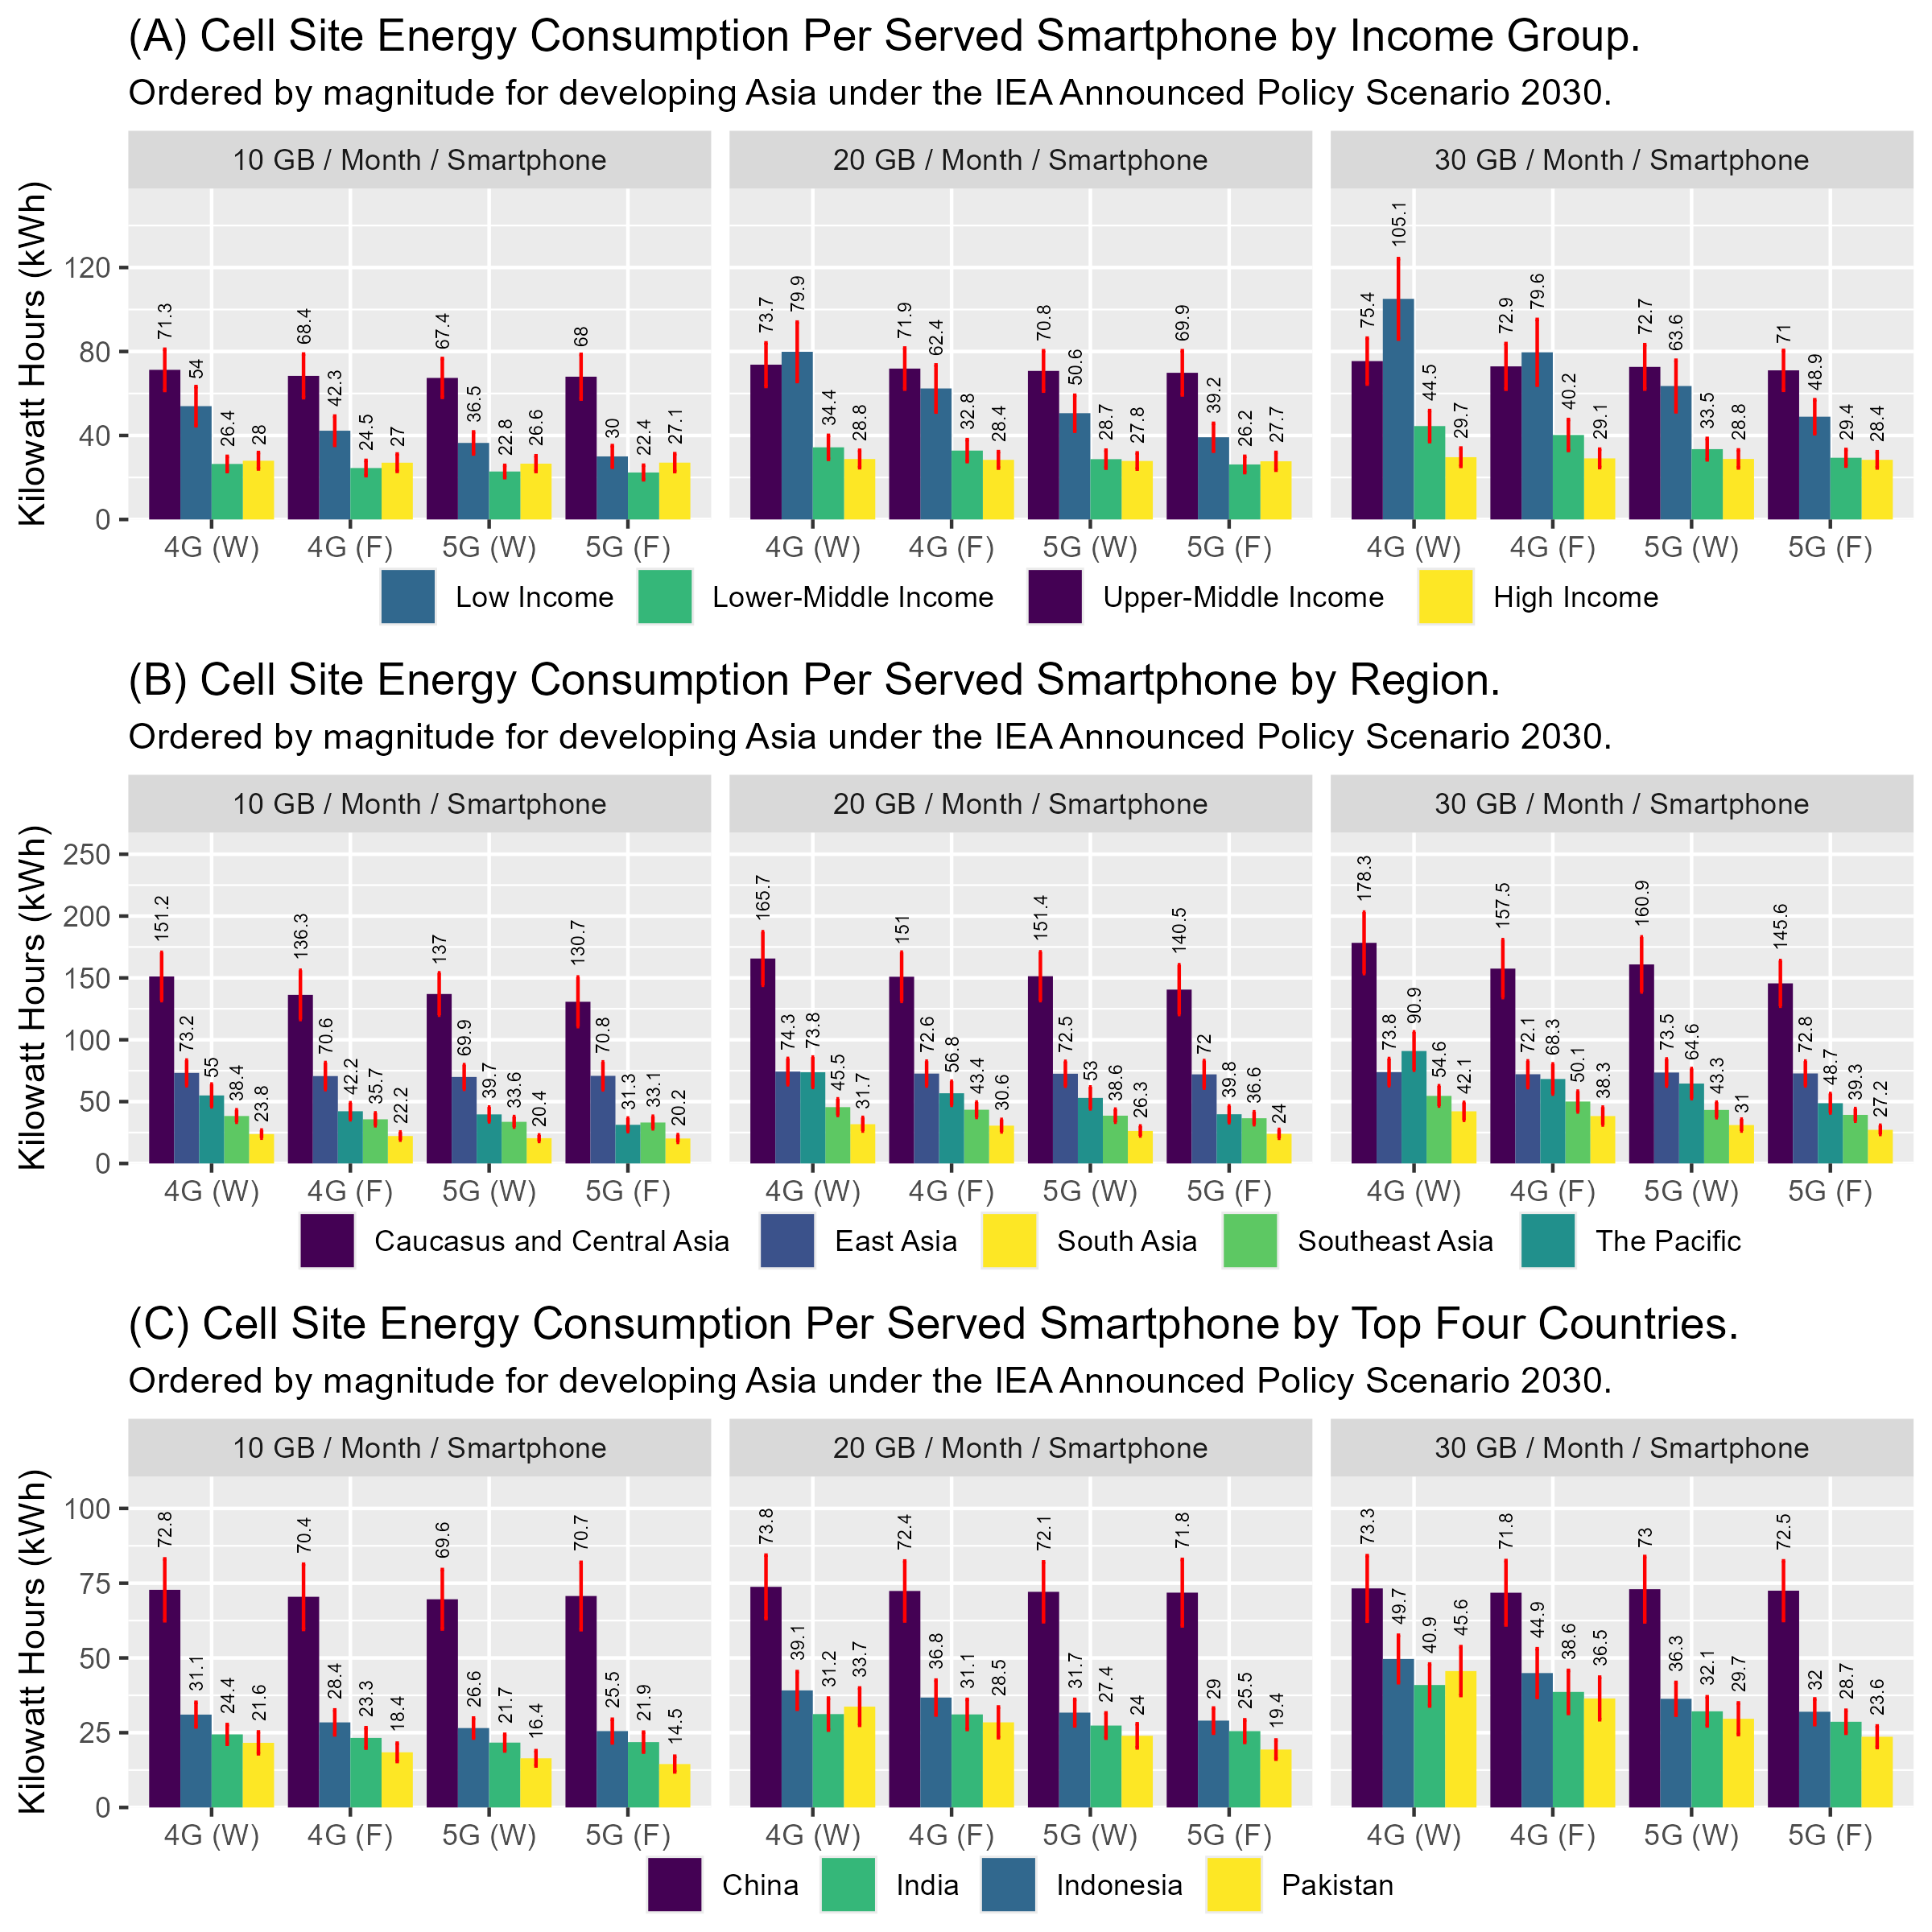 (A) Cell Site Energy Consumption Per Served Smartphone by Income Group.
Ordered by magnitude for developing Asia under the IEA Announced Policy Scenario 2030.
10 GB / Month / Smartphone
20 GB / Month / Smartphone
30 GB / Month / Smartphone
Kilowatt Hours (kWh)
120
80
40
0
71.3 54 26.4 28 68.4 42.3 24.5 27 67.4 36.5 22.8 26.6 68 30 22.4 27.1
73.7 79.9 34.4 28.8 71.9 62.4 32.8 28.4 70.8 50.6 28.7 27.8 69.9 39.2 26.2 27.7
75.4 105.1 44.5 29.7 72.9 79.6 40.2 29.1 72.7 63.6 33.5 28.8 71 48.9 29.4 28.4
4G (W) 4G (F) 5G (W) 5G (F) 4G (W) 4G (F) 5G (W) 5G (F) 4G (W) 4G (F) 5G (W) 5G (F)
Low Income Lower-Middle Income Upper-Middle Income High Income
(B) Cell Site Energy Consumption Per Served Smartphone by Region.
Ordered by magnitude for developing Asia under the IEA Announced Policy Scenario 2030.
10 GB / Month / Smartphone
20 GB / Month / Smartphone
30 GB / Month / Smartphone
Kilowatt Hours (kWh)
250
200
150
100
50
0
151.2 73.2 55 38.4 23.8 136.3 70.6 42.2 35.7 22.2 137 69.9 39.7 33.6 20.4 130.7 70.8 31.3 33.1 20.2
165.7 74.3 73.8 45.5 31.7 151 72.6 56.8 43.4 30.6 151.4 72.5 53 38.6 26.3 140.5 72 39.8 36.6 24
178.3 73.8 90.9 54.6 42.1 157.5 72.1 68.3 50.1 38.3 160.9 73.5 64.6 43.3 31 145.6 72.8 48.7 39.3 27.2
4G (W) 4G (F) 5G (W) 5G (F) 4G (W) 4G (F) 5G (W) 5G (F) 4G (W) 4G (F) 5G (W) 5G (F)
Caucasus and Central Asia East Asia South Asia Southeast Asia The Pacific
(C) Cell Site Energy Consumption Per Served Smartphone by Top Four Countries.
Ordered by magnitude for developing Asia under the IEA Announced Policy Scenario 2030.
10 GB / Month / Smartphone
20 GB / Month / Smartphone
30 GB / Month / Smartphone
Kilowatt Hours (kWh)
100
75
50
25
0
72.8 31.1 24.4 21.6 70.4 28.4 23.3 18.4 69.6 26.6 21.7 16.4 70.7 25.5 21.9 14.5
73.8 39.1 31.2 33.7 72.4 36.8 31.1 28.5 72.1 31.7 27.4 24 71.8 29 25.5 19.4
73.3 49.7 40.9 45.6 71.8 44.9 38.6 36.5 73 36.3 32.1 29.7 72.5 32 28.7 23.6
4G (W) 4G (F) 5G (W) 5G (F) 4G (W) 4G (F) 5G (W) 5G (F) 4G (W) 4G (F) 5G (W) 5G (F)
China India Indonesia Pakistan